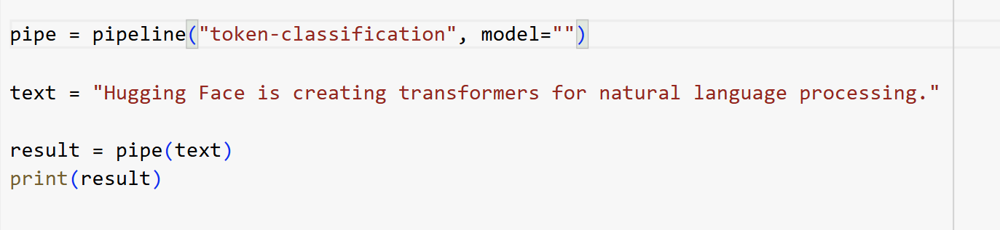 pipe = pipeline("token-classification", model="")
text = "Hugging Face is creating transformers for natural language processing."
result = pipe(text)
print(result)